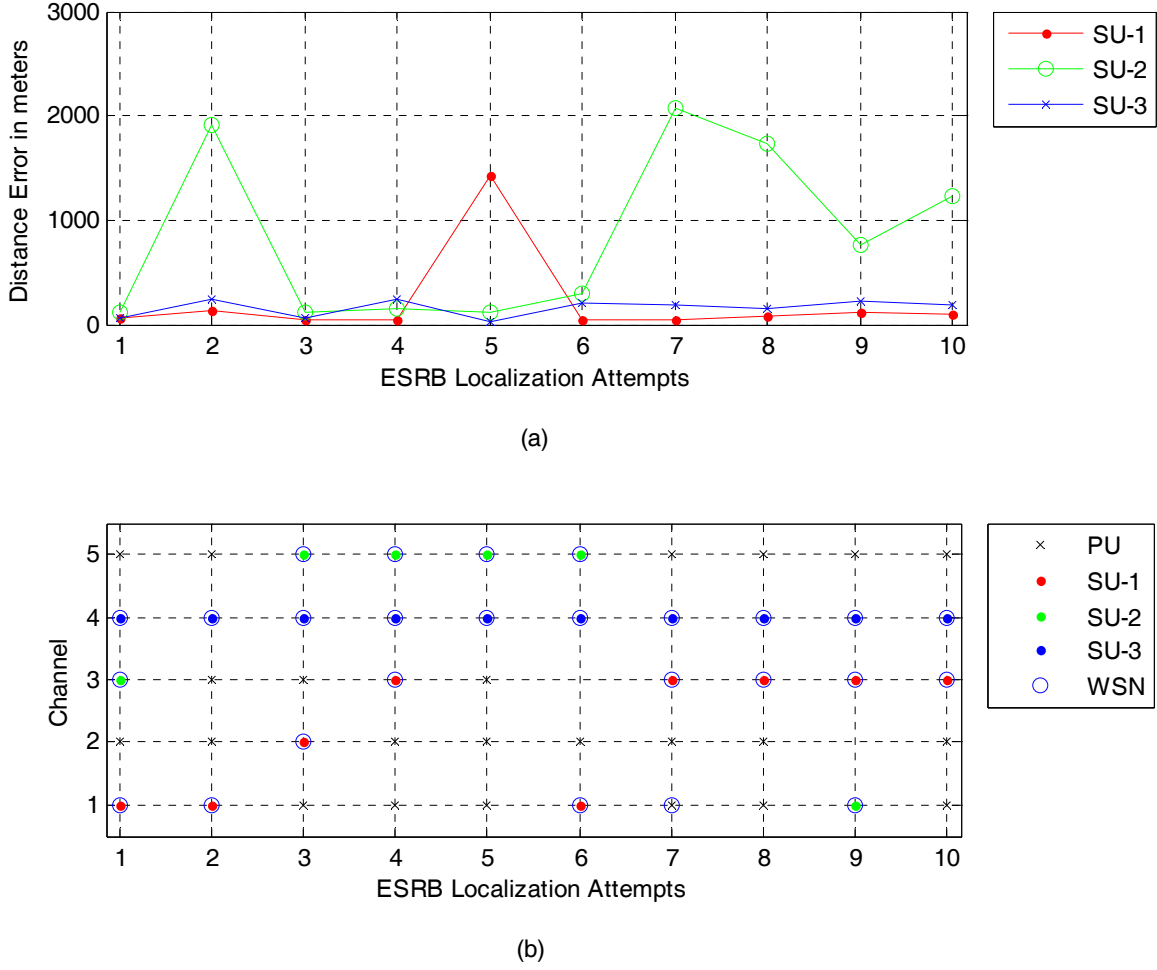 3000
2000
1000
0
Distance Error in meters
1 2 3 4 5 6 7 8 9 10
ESRB Localization Attempts
SU-1
SU-2
SU-3
(a)
5
4
3
2
1
Channel
1 2 3 4 5 6 7 8 9 10
ESRB Localization Attempts
PU
SU-1
SU-2
SU-3
WSN
(b)